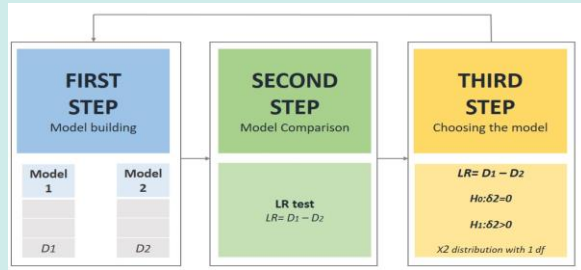 FIRST
STEP
Model building
Model
1
Model
2
D1
D2
SECOND
STEP
Model Comparison
LR test
LR= D1 – D2
THIRD
STEP
Choosing the model
LR= D1 – D2
H0:δ2=0
H1:δ2>0
X2 distribution with 1 df